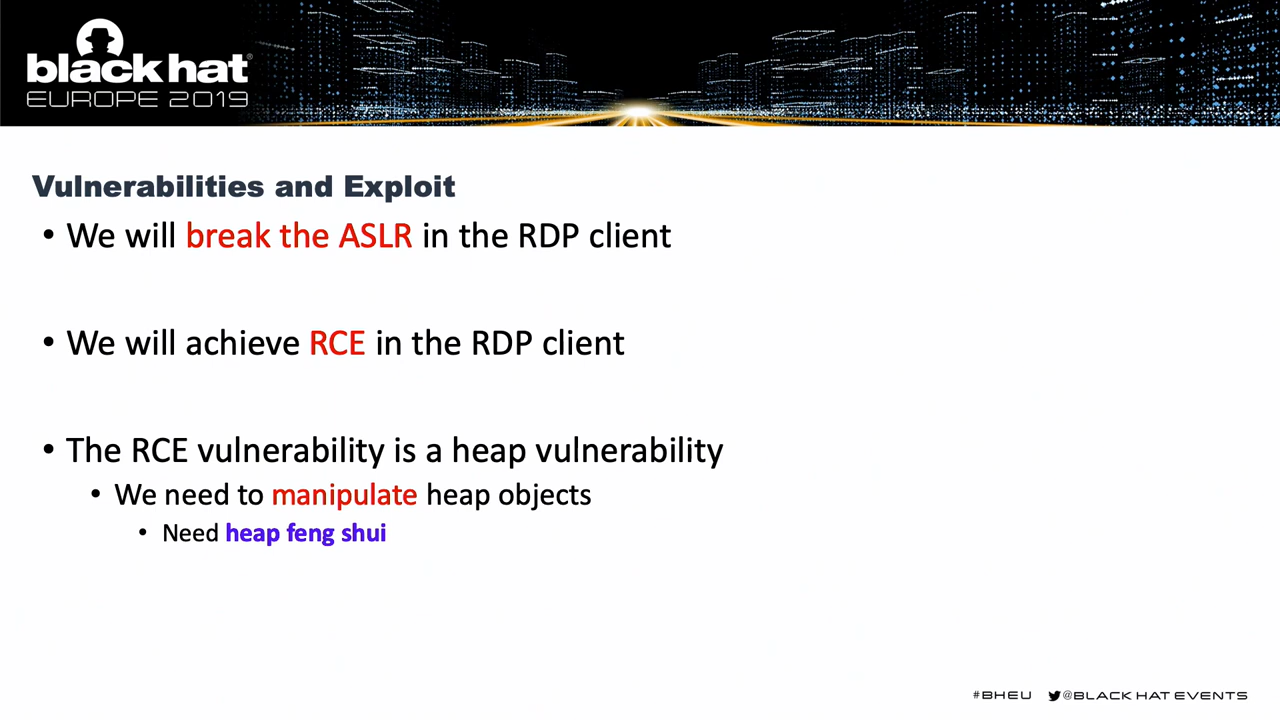 black hat®
EUROPE 2019
Vulnerabilities and Exploit
• We will break the ASLR in the RDP client
• We will achieve RCE in the RDP client
• The RCE vulnerability is a heap vulnerability
• We need to manipulate heap objects
• Need heap feng shui
#BHEU @BLACK HAT EVENTS